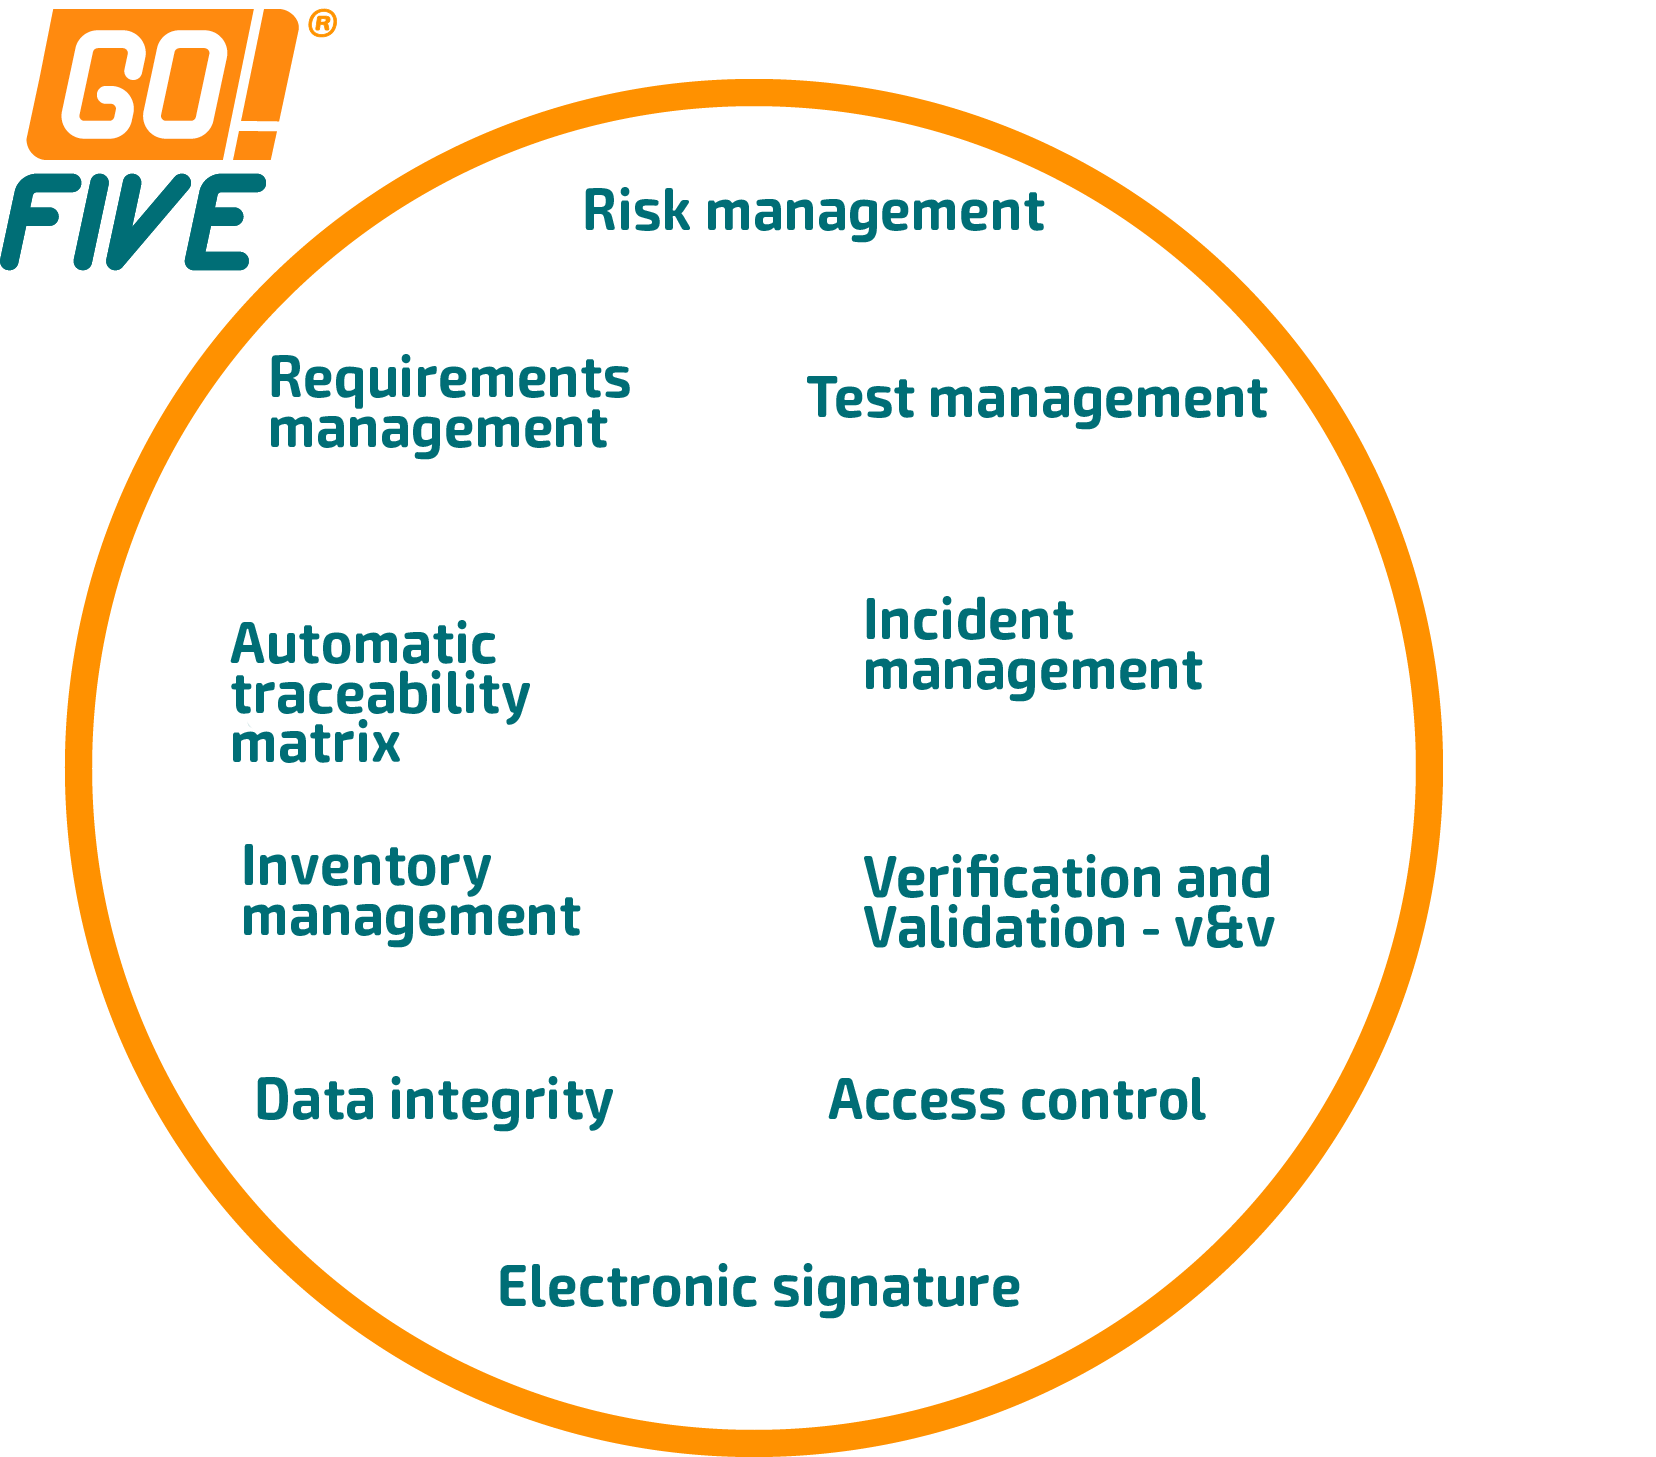 GO!®
FIVE
Risk management
Requirements
management
Test management
Automatic
traceability
matrix
Incident
management
Inventory
management
Verification and
Validation - v&v
Data integrity
Access control
Electronic signature